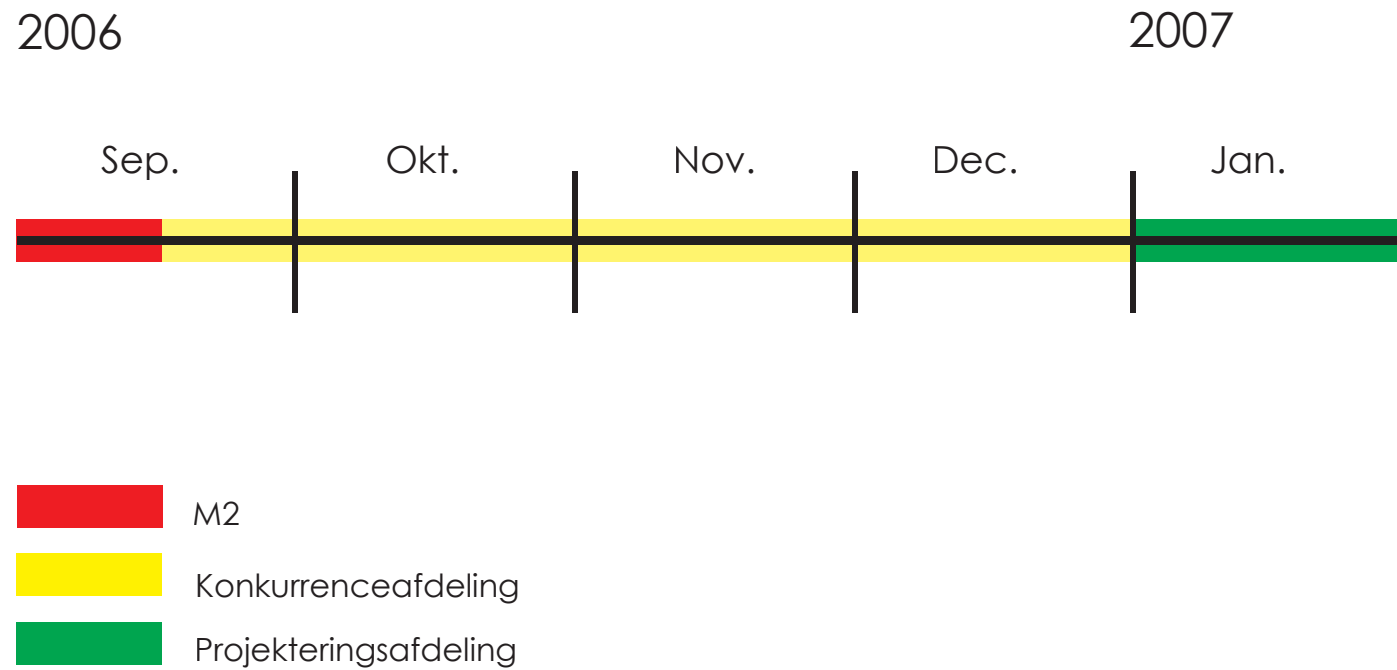 2006 2007
Sep. Okt. Nov. Dec. Jan.
M2
Konkurrenceafdeling
Projekteringsafdeling